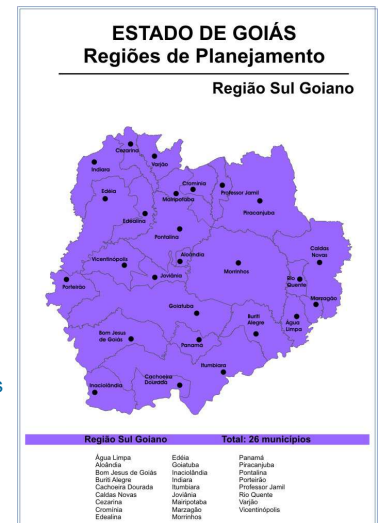 ESTADO DE GOIÁS
Regiões de Planejamento
Região Sul Goiano
Cezarina
Varjão
Indiara
Cromínia
Professor Jamil
Edéia
Mairipotaba
Piracanjuba
Edealina
Pontalina
Caldas
Novas
Aloândia
Vicentinópolis
Morrinhos
Joviânia
Rio
Quente
Porteirão
Marzagão
Goiatuba
Buriti
Alegre
Água
Limpa
Bom Jesus
de Goiás
Panamá
Itumbiara
Cachoeira
Dourada
Inaciolândia
Região Sul Goiano Total: 26 municípios
Água Limpa Edéia Panamá
Aloândia Goiatuba Piracanjuba
Bom Jesus de Goiás Inaciolândia Pontalina
Buriti Alegre Indiara Porteirão
Cachoeira Dourada Itumbiara Professor Jamil
Caldas Novas Joviânia Rio Quente
Cezarina Mairipotaba Varjão
Cromínia Marzagão Vicentinópolis
Edealina Morrinhos